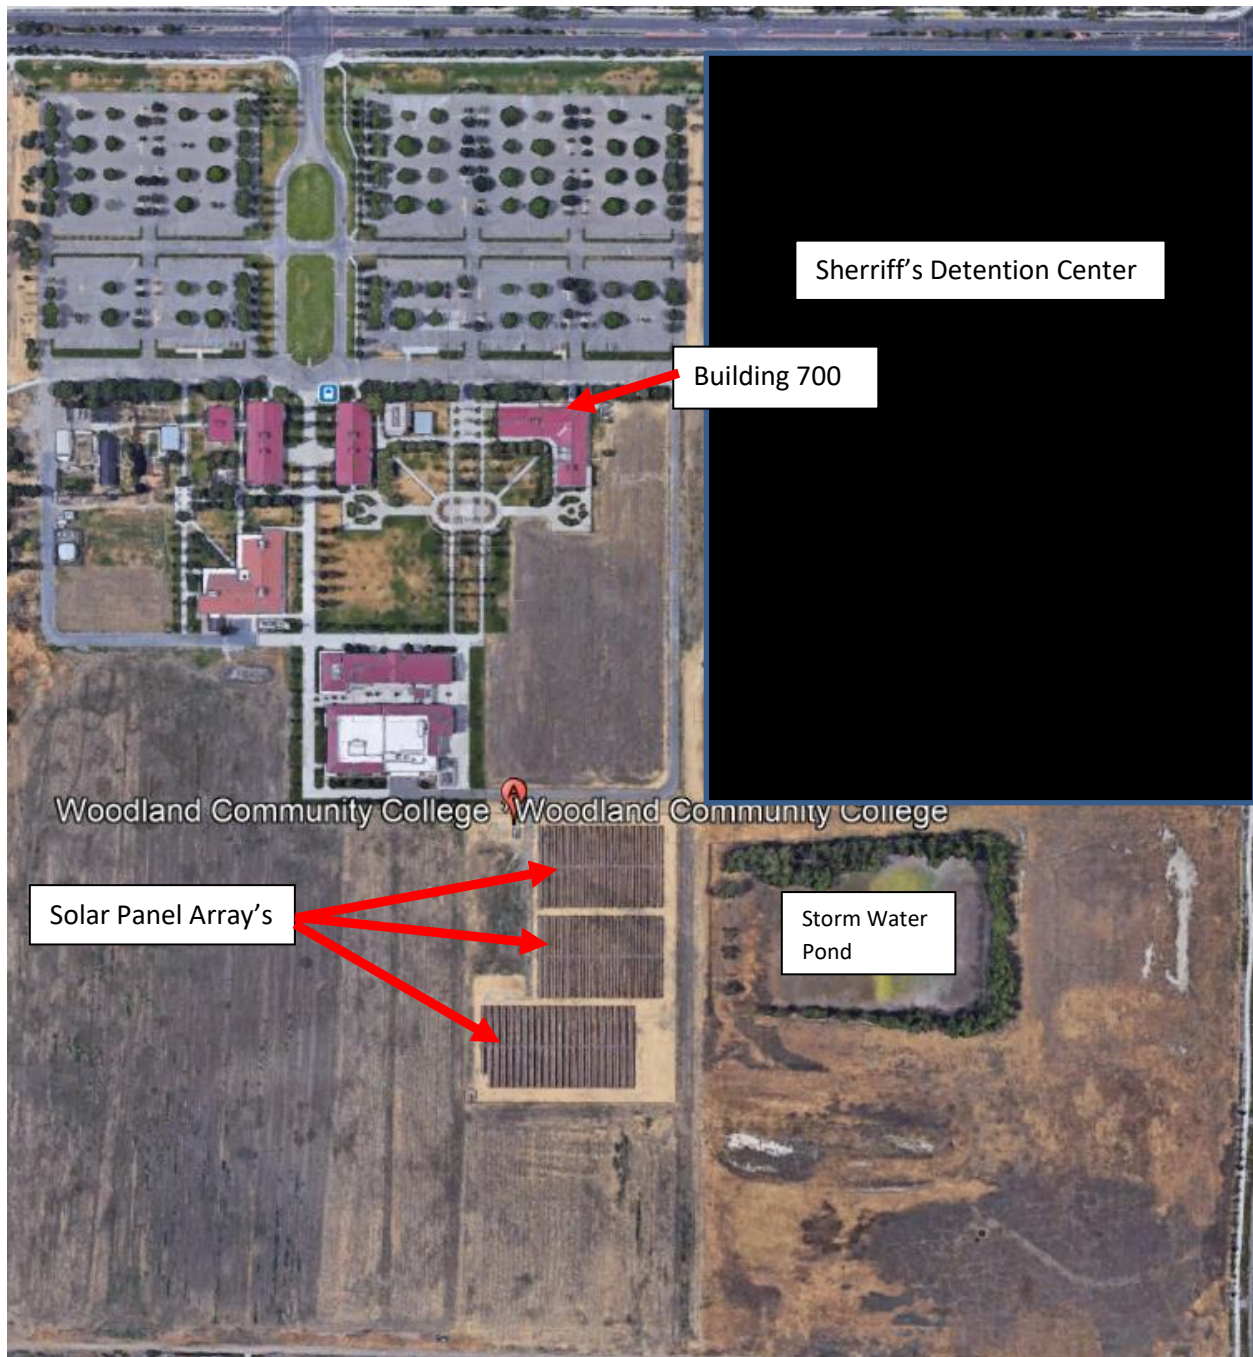 Sherriff’s Detention Center
Building 700
A
Woodland Community College Woodland Community College
Solar Panel Array’s
Storm Water
Pond